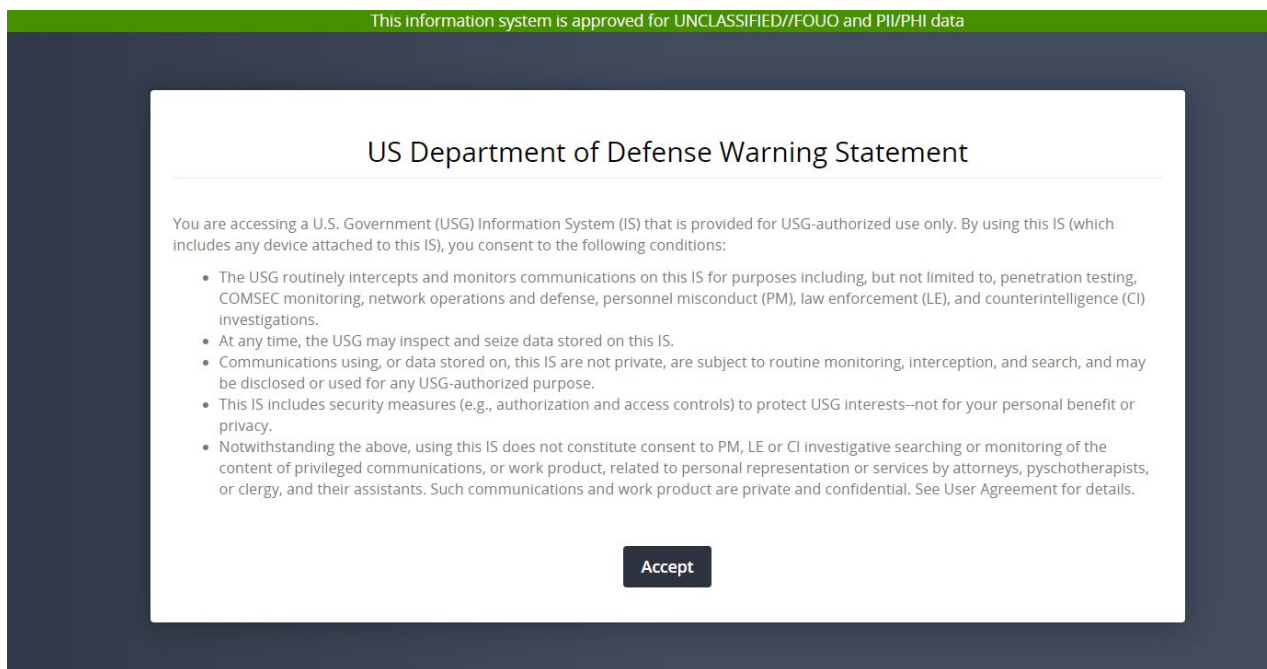 This information system is approved for UNCLASSIFIED//FOUO and PII/PHI data
US Department of Defense Warning Statement
You are accessing a U.S. Government (USG) Information System (IS) that is provided for USG-authorized use only. By using this IS (which
includes any device attached to this IS), you consent to the following conditions:
• The USG routinely intercepts and monitors communications on this IS for purposes including, but not limited to, penetration testing,
COMSEC monitoring, network operations and defense, personnel misconduct (PM), law enforcement (LE), and counterintelligence (CI)
investigations.
• At any time, the USG may inspect and seize data stored on this IS.
• Communications using, or data stored on, this IS are not private, are subject to routine monitoring, interception, and search, and may
be disclosed or used for any USG-authorized purpose.
• This IS includes security measures (e.g., authorization and access controls) to protect USG interests--not for your personal benefit or
privacy.
• Notwithstanding the above, using this IS does not constitute consent to PM, LE or CI investigative searching or monitoring of the
content of privileged communications, or work product, related to personal representation or services by attorneys, pyschotherapists,
or clergy, and their assistants. Such communications and work product are private and confidential. See User Agreement for details.
Accept